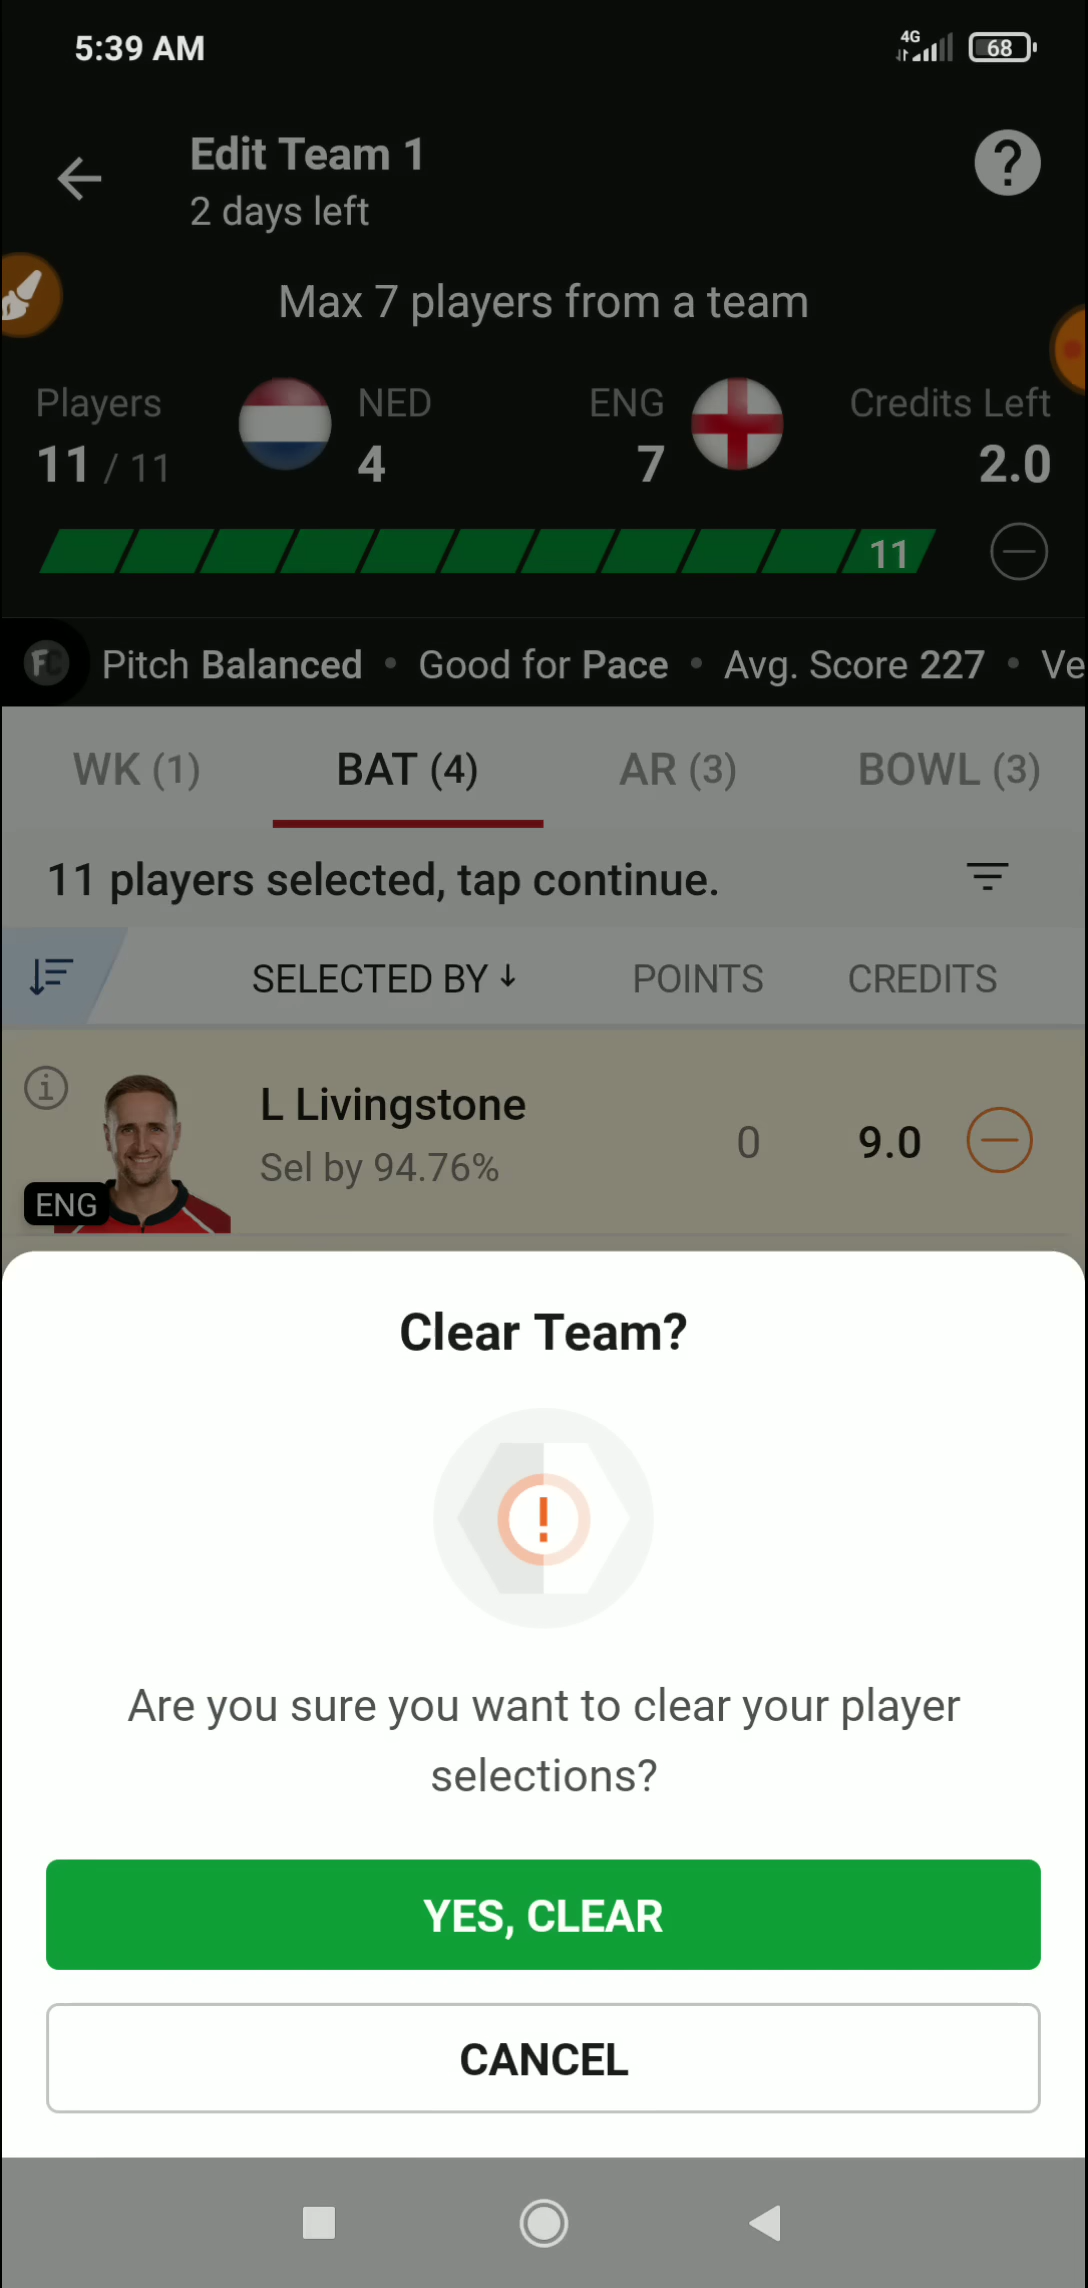 5:39 AM
4G
68
Edit Team 1
2 days left
?
Max 7 players from a team
Players
NED
ENG
Credits Left
11 / 11
4
7
2.0
11
FC Pitch Balanced • Good for Pace • Avg. Score 227 • Ve
WK (1)
BAT (4)
AR (3)
BOWL (3)
11 players selected, tap continue.
SELECTED BY ↓
POINTS
CREDITS
i
L Livingstone
Sel by 94.76%
0
9.0
ENG
Clear Team?
!
Are you sure you want to clear your player
selections?
YES, CLEAR
CANCEL